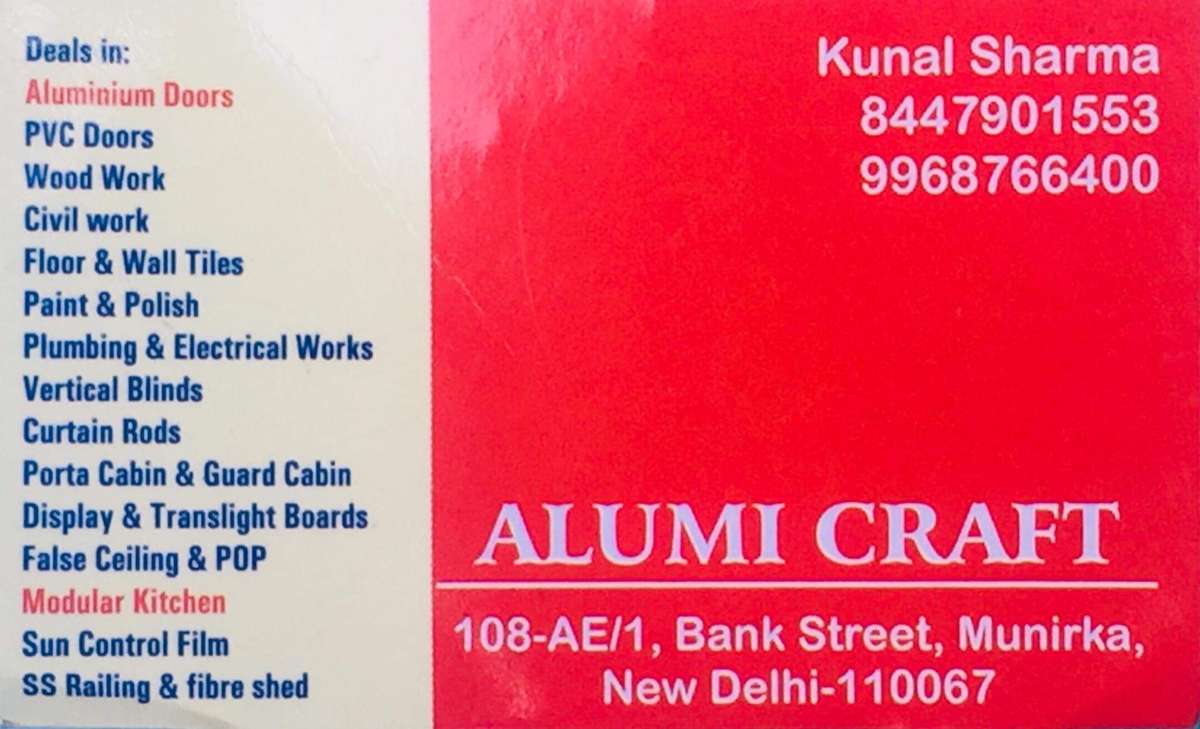 Deals in:
Aluminium Doors
PVC Doors
Wood Work
Civil work
Floor & Wall Tiles
Paint & Polish
Plumbing & Electrical Works
Vertical Blinds
Curtain Rods
Porta Cabin & Guard Cabin
Display & Translight Boards
False Ceiling & POP
Modular Kitchen
Sun Control Film
SS Railing & fibre shed
Kunal Sharma
8447901553
9968766400
ALUMI CRAFT
108-AE/1, Bank Street, Munirka,
New Delhi-110067